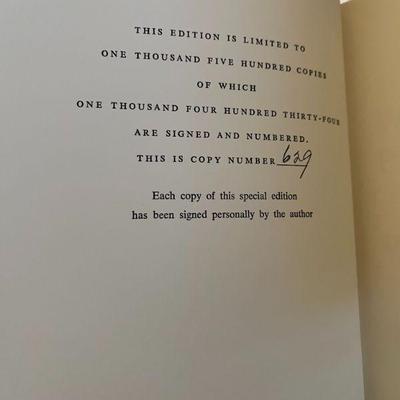 THIS EDITION IS LIMITED TO
ONE THOUSAND FIVE HUNDRED COPIES
OF WHICH
ONE THOUSAND FOUR HUNDRED THIRTY-FOUR
ARE SIGNED AND NUMBERED.
THIS IS COPY NUMBER 629
Each copy of this special edition
has been signed personally by the author